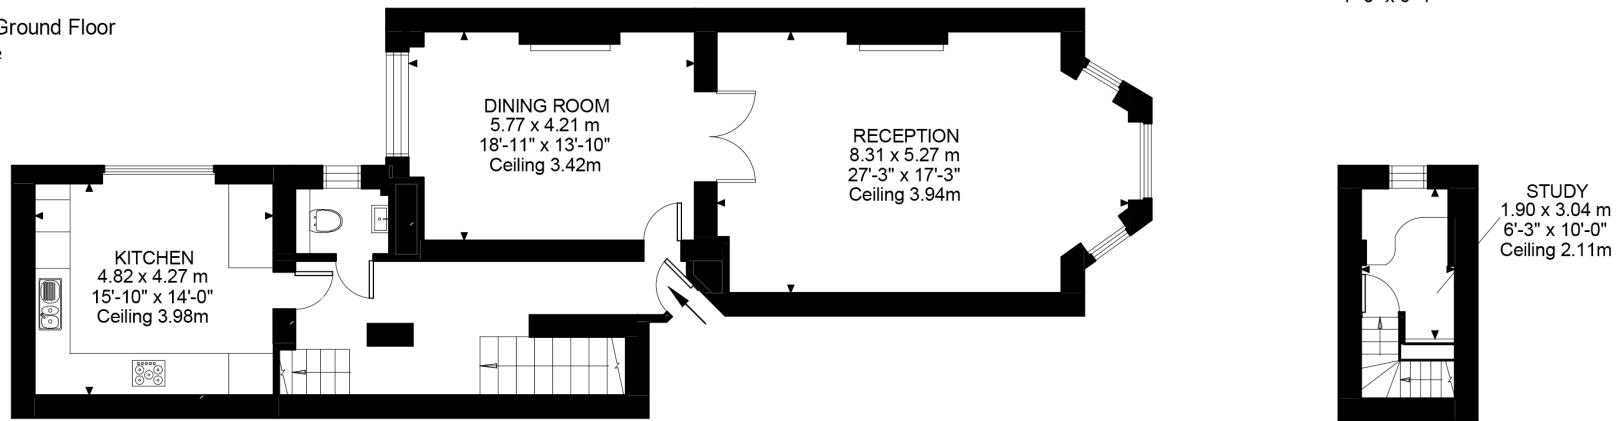 Ground Floor
DINING ROOM
5.77 x 4.21 m
18'-11" x 13'-10"
Ceiling 3.42m
RECEPTION
8.31 x 5.27 m
27'-3" x 17'-3"
Ceiling 3.94m
KITCHEN
4.82 x 4.27 m
15'-10" x 14'-0"
Ceiling 3.98m
STUDY
1.90 x 3.04 m
6'-3" x 10'-0"
Ceiling 2.11m